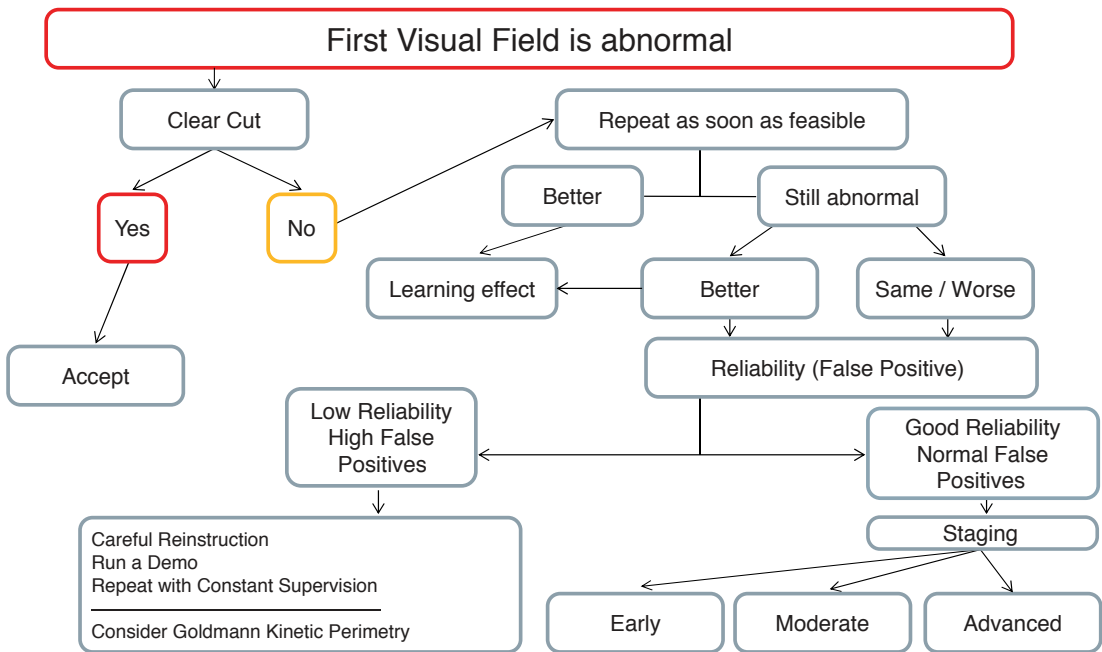 First Visual Field is abnormal
Clear Cut
Repeat as soon as feasible
Yes
No
Better
Still abnormal
Learning effect
Better
Same / Worse
Accept
Reliability (False Positive)
Low Reliability
High False
Positives
Good Reliability
Normal False
Positives
Careful Reinstruction
Run a Demo
Repeat with Constant Supervision
Consider Goldmann Kinetic Perimetry
Staging
Early
Moderate
Advanced